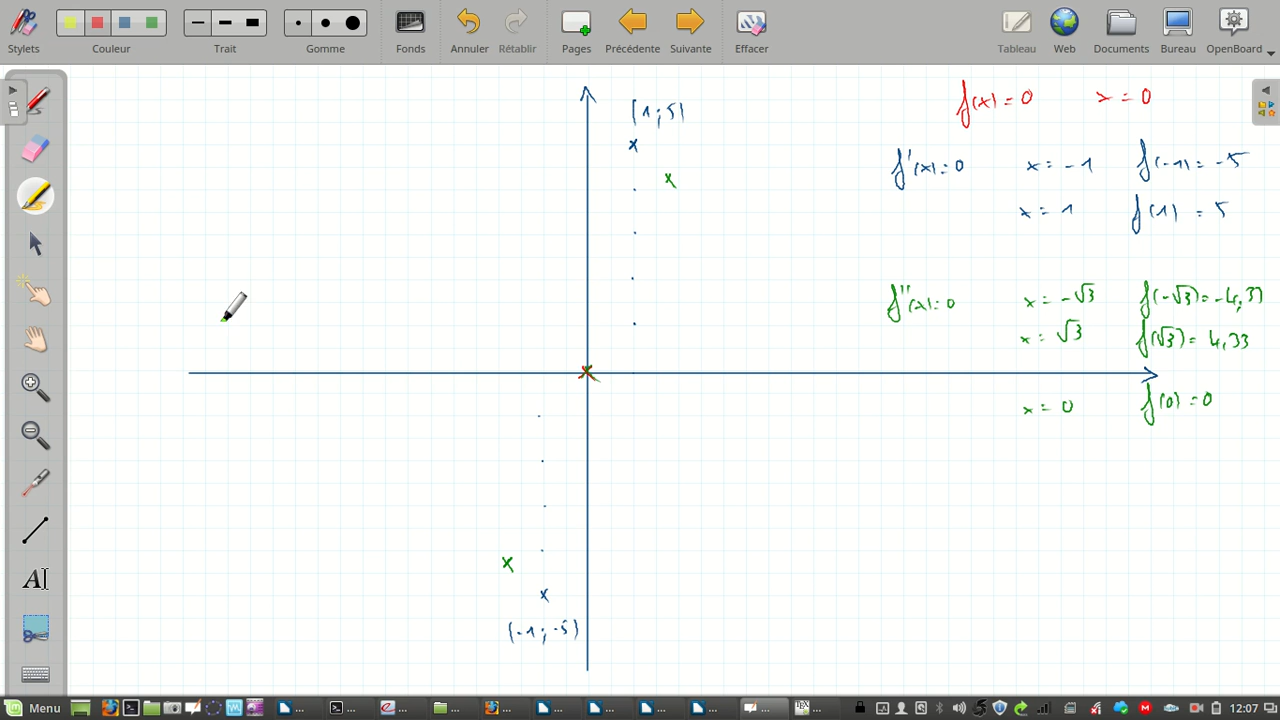 Stylets Couleur Trait Gomme Fonds Annuler Rétablir Pages Précédente Suivante Effacer Tableau Web Documents Bureau OpenBoard
(1 ; 5)
f(x) = 0 x = 0
f'(x) = 0 x = -1 f(-1) = -5
x = 1 f(1) = 5
f''(x) = 0 x = -√3 f(-√3) = -4,33
x = √3 f(√3) = 4,33
x = 0 f(0) = 0
(-1 ; -5)
AI
Menu ... ... ... ... ... ... ... ... ... ... 12:07